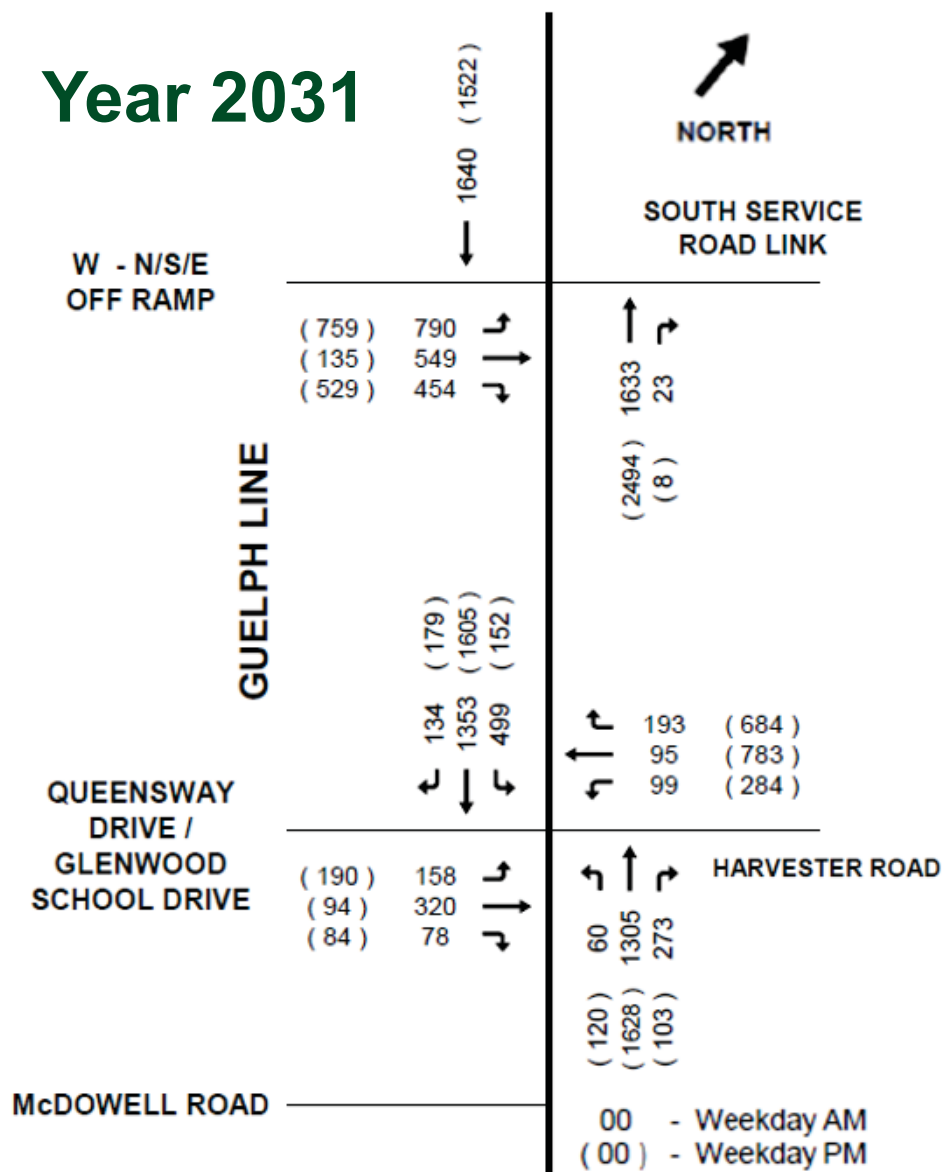 Year 2031
1640 ( 1522 )
NORTH
SOUTH SERVICE
ROAD LINK
W - N/S/E
OFF RAMP
( 759 ) 790
( 135 ) 549
( 529 ) 454
1633 ( 2494 )
23 ( 8 )
GUELPH LINE
134 ( 179 )
1353 ( 1605 )
499 ( 152 )
193 ( 684 )
95 ( 783 )
99 ( 284 )
QUEENSWAY
DRIVE /
GLENWOOD
SCHOOL DRIVE
( 190 ) 158
( 94 ) 320
( 84 ) 78
HARVESTER ROAD
60 ( 120 )
1305 ( 1628 )
273 ( 103 )
McDOWELL ROAD
00 - Weekday AM
( 00 ) - Weekday PM